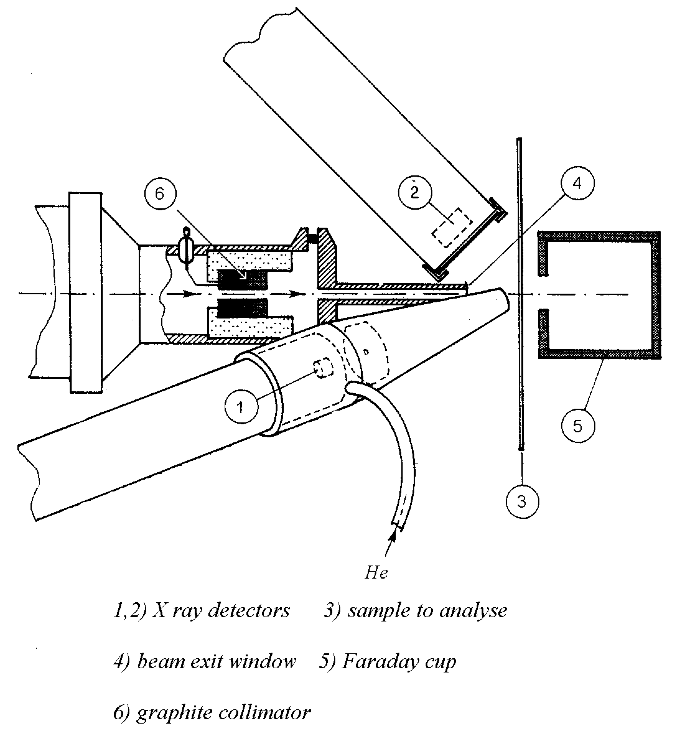 6
2
4
1
5
3
He
1,2) X ray detectors 3) sample to analyse
4) beam exit window 5) Faraday cup
6) graphite collimator